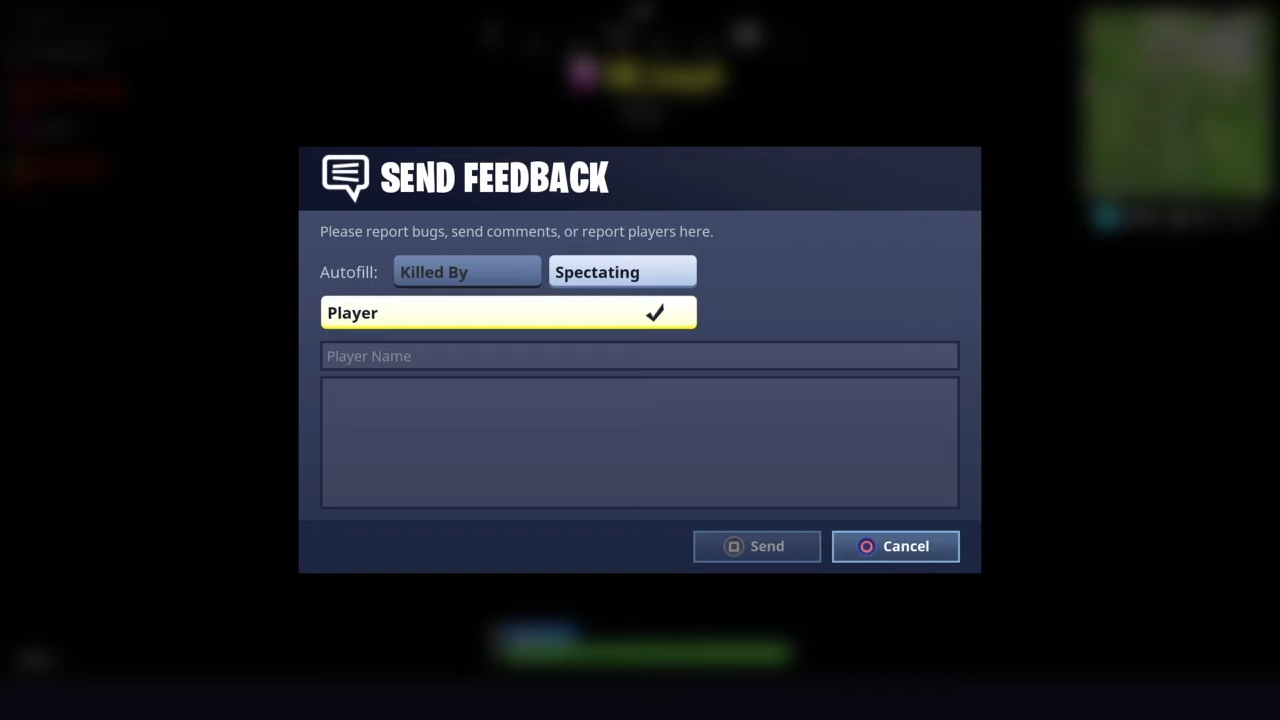 SEND FEEDBACK
Please report bugs, send comments, or report players here.
Autofill: Killed By Spectating
Player
Player Name
Send Cancel